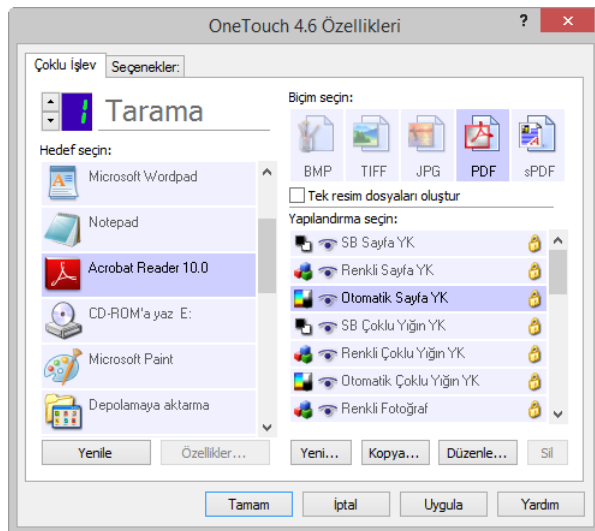 OneTouch 4.6 Özellikleri
?
Çoklu İşlev
Seçenekler:
1
Tarama
Hedef seçin:
Microsoft Wordpad
Notepad
Acrobat Reader 10.0
CD-ROM'a yaz E:
Microsoft Paint
Depolamaya aktarma
Yenile
Özellikler...
Biçim seçin:
BMP
TIFF
JPG
PDF
sPDF
Tek resim dosyaları oluştur
Yapılandırma seçin:
SB Sayfa YK
Renkli Sayfa YK
Otomatik Sayfa YK
SB Çoklu Yığın YK
Renkli Çoklu Yığın YK
Otomatik Çoklu Yığın YK
Renkli Fotoğraf
Yeni...
Kopya...
Düzenle...
Sil
Tamam
İptal
Uygula
Yardım